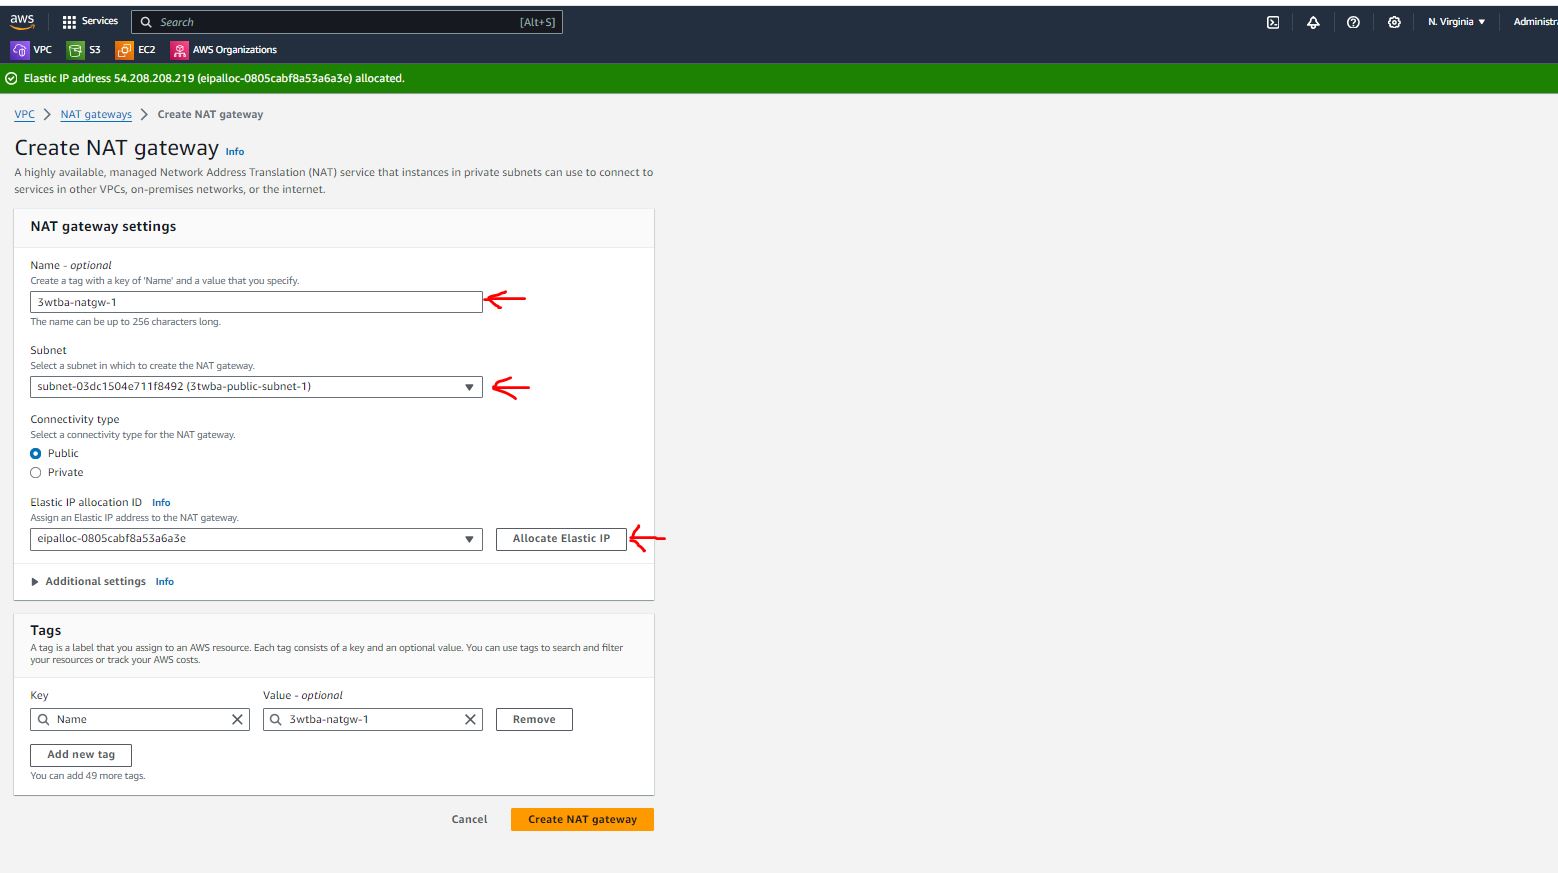 aws
Services
Search
[Alt+S]
N. Virginia
Administr
VPC
S3
EC2
AWS Organizations
Elastic IP address 54.208.208.219 (eipalloc-0805cabf8a53a6a3e) allocated.
VPC
NAT gateways
Create NAT gateway
Create NAT gateway Info
A highly available, managed Network Address Translation (NAT) service that instances in private subnets can use to connect to
services in other VPCs, on-premises networks, or the internet.
NAT gateway settings
Name - optional
Create a tag with a key of 'Name' and a value that you specify.
3wtba-natgw-1
The name can be up to 256 characters long.
Subnet
Select a subnet in which to create the NAT gateway.
subnet-03dc1504e711f8492 (3twba-public-subnet-1)
Connectivity type
Select a connectivity type for the NAT gateway.
Public
Private
Elastic IP allocation ID Info
Assign an Elastic IP address to the NAT gateway.
eipalloc-0805cabf8a53a6a3e
Allocate Elastic IP
Additional settings Info
Tags
A tag is a label that you assign to an AWS resource. Each tag consists of a key and an optional value. You can use tags to search and filter
your resources or track your AWS costs.
Key
Value - optional
Name
3wtba-natgw-1
Remove
Add new tag
You can add 49 more tags.
Cancel
Create NAT gateway